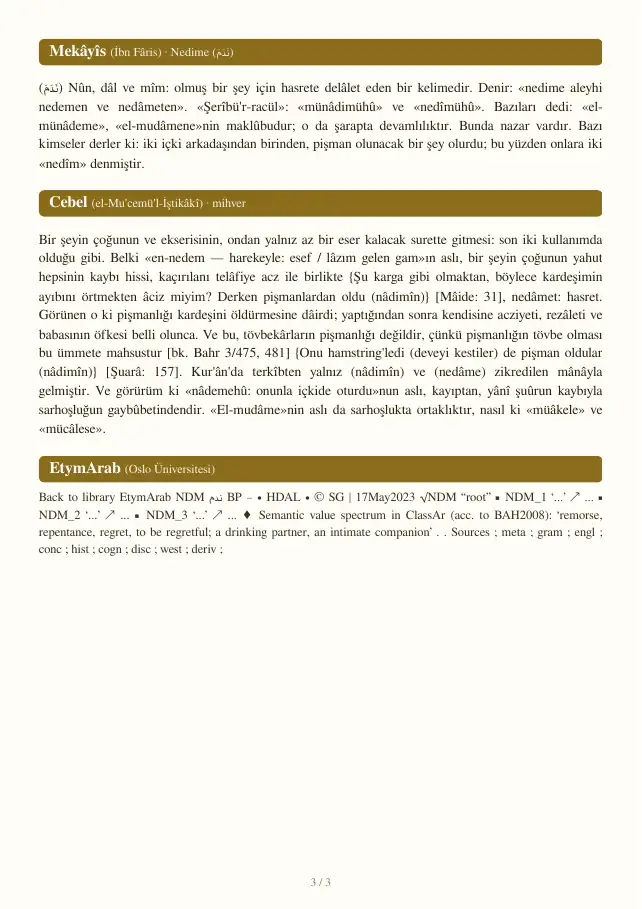 Mekâyîs (İbn Fâris) · Nedime (نَدَمَ)
(نَدَمَ) Nûn, dâl ve mîm: olmuş bir şey için hasrete delâlet eden bir kelimedir. Denir: «nedime aleyhi
nedemen ve nedâmeten». «Şerîbü'r-racül»: «münâdimühû» ve «nedîmühû». Bazıları dedi: «el-
münâdeme», «el-mudâmene»nin maklûbudur; o da şarapta devamlılıktır. Bunda nazar vardır. Bazı
kimseler derler ki: iki içki arkadaşından birinden, pişman olunacak bir şey olurdu; bu yüzden onlara iki
«nedîm» denmiştir.
Cebel (el-Mu'cemü'l-İştikâkî) · mihver
Bir şeyin çoğunun ve ekserisinin, ondan yalnız az bir eser kalacak surette gitmesi: son iki kullanımda
olduğu gibi. Belki «en-nedem — harekeyle: esef / lâzım gelen gam»ın aslı, bir şeyin çoğunun yahut
hepsinin kaybı hissi, kaçırılanı telâfiye acz ile birlikte {Şu karga gibi olmaktan, böylece kardeşimin
ayıbını örtmekten âciz miyim? Derken pişmanlardan oldu (nâdimîn)} [Mâide: 31], nedâmet: hasret.
Görünen o ki pişmanlığı kardeşini öldürmesine dâirdi; yaptığından sonra kendisine acziyeti, rezâleti ve
babasının öfkesi belli olunca. Ve bu, tövbekârların pişmanlığı değildir, çünkü pişmanlığın tövbe olması
bu ümmete mahsustur [bk. Bahr 3/475, 481] {Onu hamstring'ledi (deveyi kestiler) de pişman oldular
(nâdimîn)} [Şuarâ: 157]. Kur'ân'da terkîbten yalnız (nâdimîn) ve (nedâme) zikredilen mânâyla
gelmiştir. Ve görürüm ki «nâdemehû: onunla içkide oturdu»nun aslı, kayıptan, yânî şuûrun kaybıyla
sarhoşluğun gaybûbetindendir. «El-mudâme»nin aslı da sarhoşlukta ortaklıktır, nasıl ki «müâkele» ve
«mücâlese».
EtymArab (Oslo Üniversitesi)
Back to library EtymArab NDM ندم BP – • HDAL • © SG | 17May2023 √NDM “root” ▪ NDM_1 ‘...’ ↗ ... ▪
NDM_2 ‘...’ ↗ ... ▪ NDM_3 ‘...’ ↗ ... ♦ Semantic value spectrum in ClassAr (acc. to BAH2008): ‘remorse,
repentance, regret, to be regretful; a drinking partner, an intimate companion’ . . Sources ; meta ; gram ; engl ;
conc ; hist ; cogn ; disc ; west ; deriv ;
3 / 3